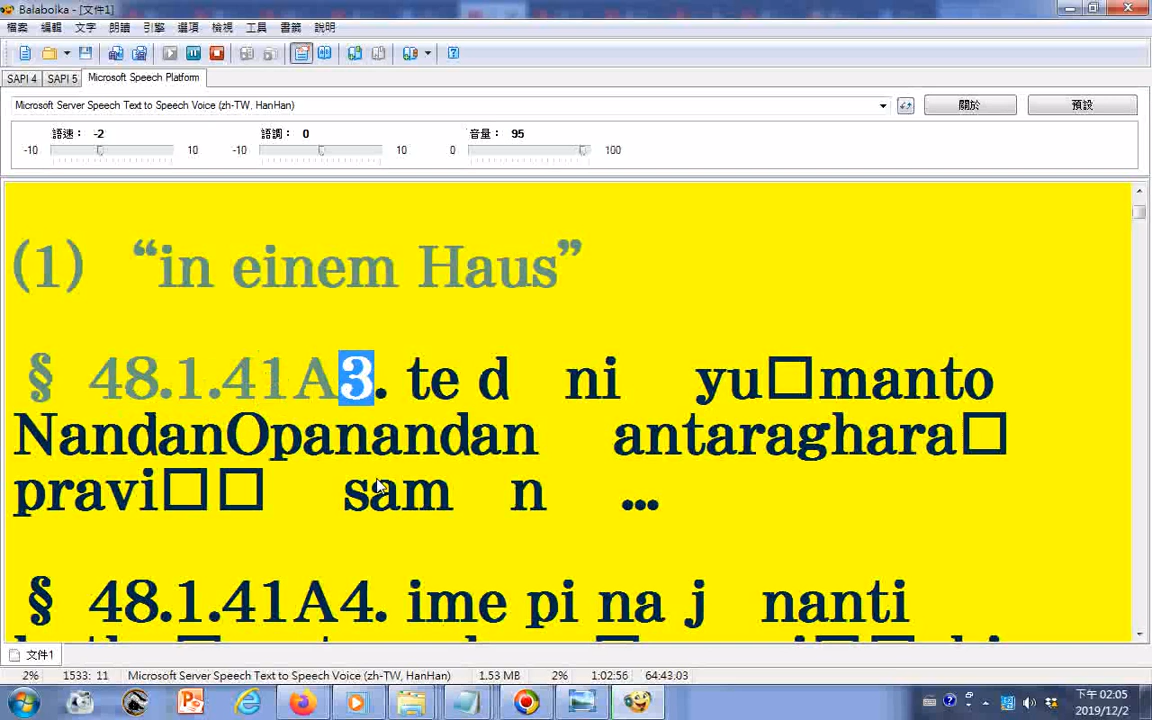 Balabolka - [文件1]
檔案 編輯 文字 朗讀 引擎 選項 檢視 工具 書籤 說明
SAPI 4 SAPI 5 Microsoft Speech Platform
Microsoft Server Speech Text to Speech Voice (zh-TW, HanHan) 關於 預設
語速： -2 語調： 0 音量： 95
-10 10 -10 10 0 100
(1) “in einem Haus”
§ 48.1.41A3. te d ni yu□manto
NandanOpanandan antaraghara□
pravi□□ sam n ...
§ 48.1.41A4. ime pi na j nanti
文件1
2% 1533: 11 Microsoft Server Speech Text to Speech Voice (zh-TW, HanHan) 1.53 MB 2% 1:02:56 64:43.03
下午 02:05
2019/12/2